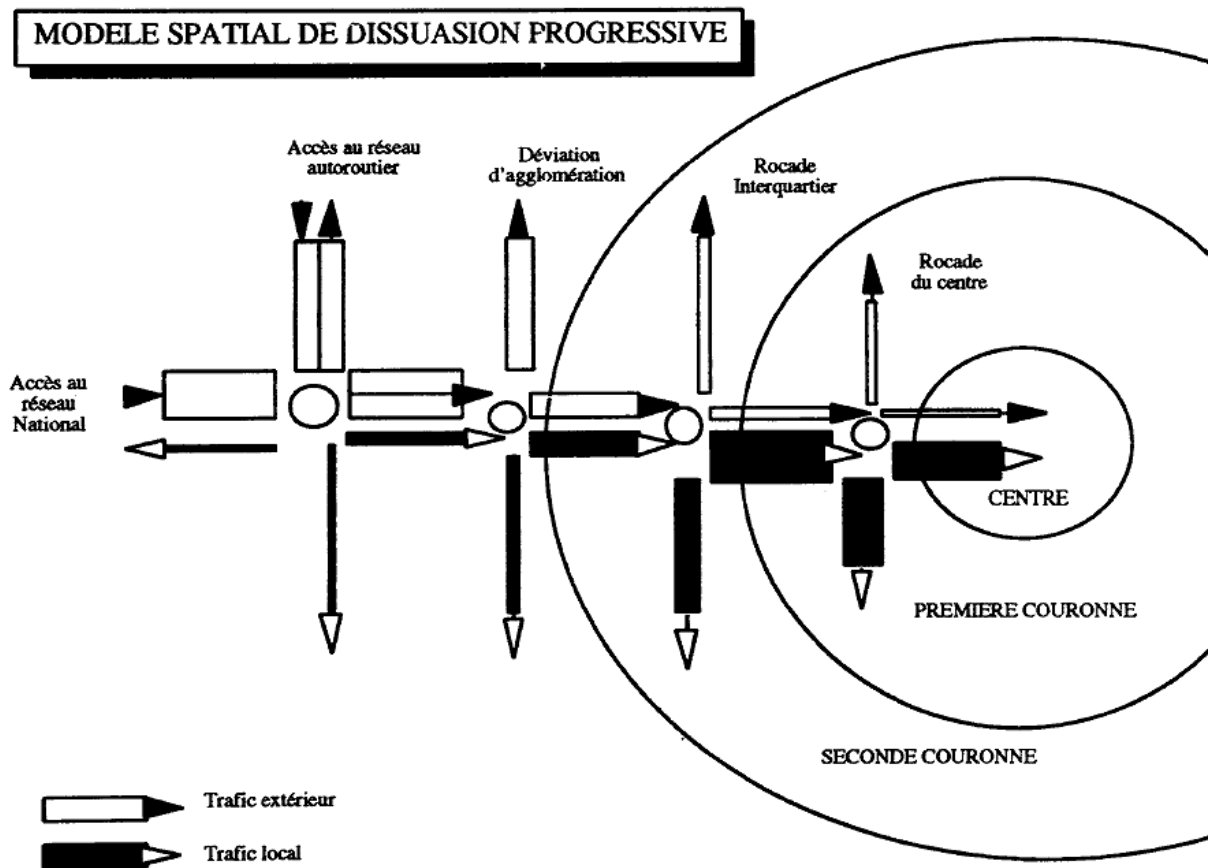 MODELE SPATIAL DE DISSUASION PROGRESSIVE
Accès au réseau
autoroutier
Déviation
d'agglomération
Rocade
Interquartier
Rocade
du centre
Accès au
réseau
National
CENTRE
PREMIERE COURONNE
SECONDE COURONNE
Trafic extérieur
Trafic local